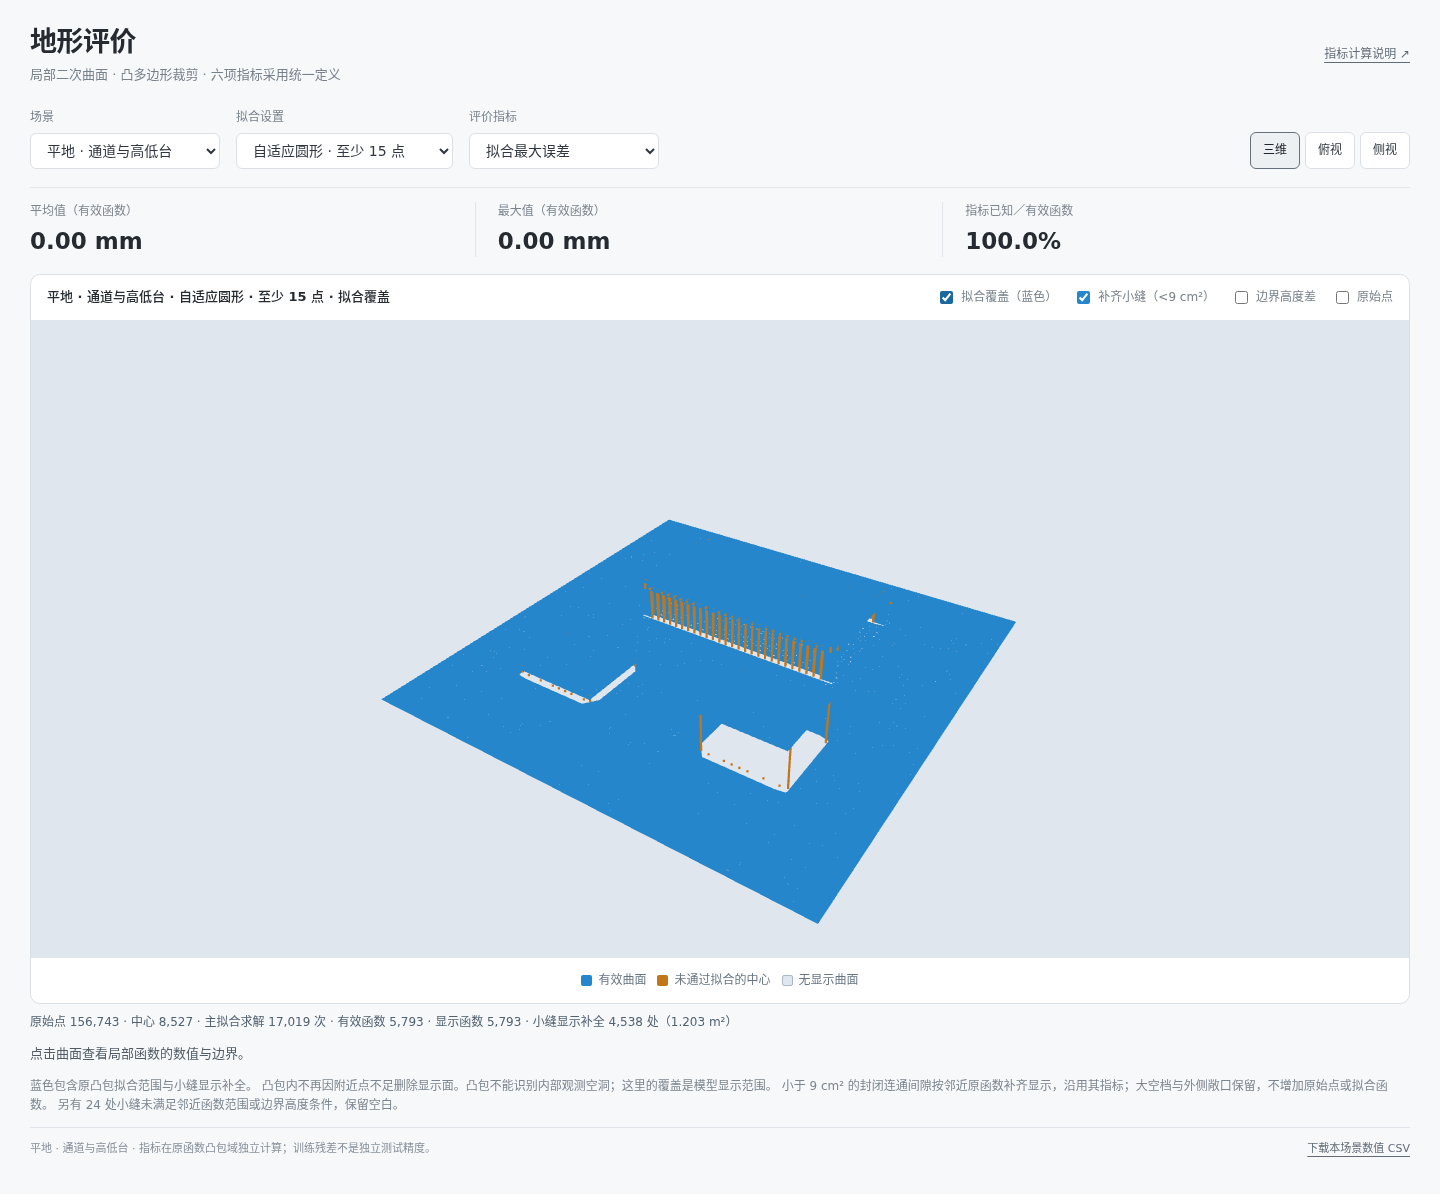 地形评价
局部二次曲面 · 凸多边形裁剪 · 六项指标采用统一定义
指标计算说明 ↗
场景
拟合设置
评价指标
平地 · 通道与高低台
自适应圆形 · 至少 15 点
拟合最大误差
三维
俯视
侧视
平均值（有效函数）
0.00 mm
最大值（有效函数）
0.00 mm
指标已知／有效函数
100.0%
平地 · 通道与高低台 · 自适应圆形 · 至少 15 点 · 拟合覆盖
拟合覆盖（蓝色）
补齐小缝（<9 cm²）
边界高度差
原始点
有效曲面
未通过拟合的中心
无显示曲面
原始点 156,743 · 中心 8,527 · 主拟合求解 17,019 次 · 有效函数 5,793 · 显示函数 5,793 · 小缝显示补全 4,538 处（1.203 m²）
点击曲面查看局部函数的数值与边界。
蓝色包含原凸包拟合范围与小缝显示补全。 凸包内不再因附近点不足删除显示面。凸包不能识别内部观测空洞；这里的覆盖是模型显示范围。 小于 9 cm² 的封闭连通间隙按邻近原函数补齐显示，沿用其指标；大空档与外侧敞口保留，不增加原始点或拟合函
数。 另有 24 处小缝未满足邻近函数范围或边界高度条件，保留空白。
平地 · 通道与高低台 · 指标在原函数凸包域独立计算；训练残差不是独立测试精度。
下载本场景数值 CSV